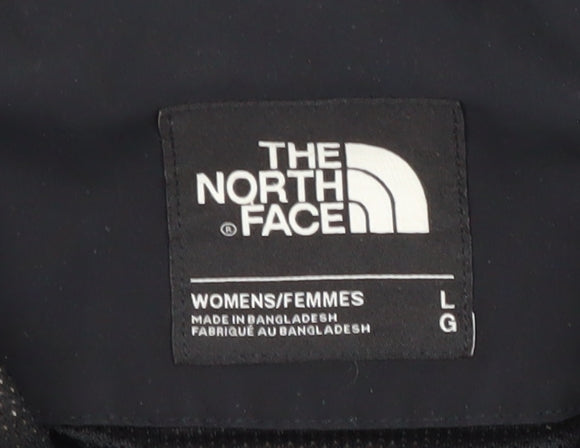 THE
NORTH
® FACE
WOMENS/FEMMES L
MADE IN BANGLADESH G
FABRIQUÉ AU BANGLADESH